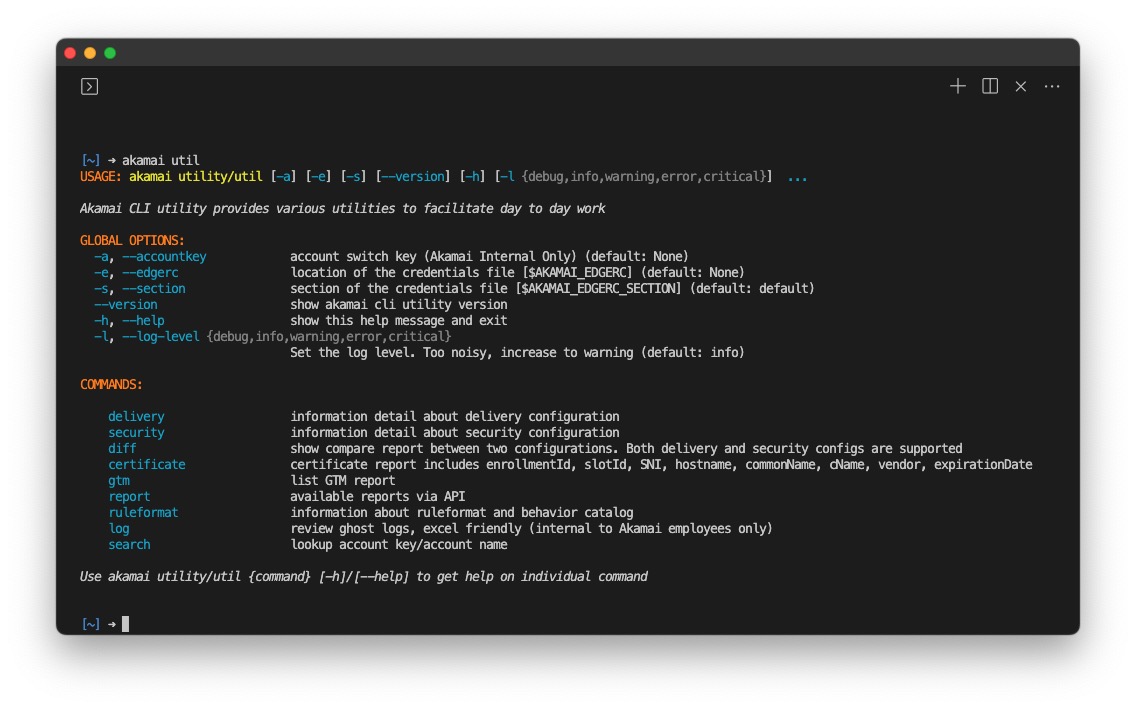 [~] ➜ akamai util
USAGE: akamai utility/util [-a] [-e] [-s] [--version] [-h] [-l {debug,info,warning,error,critical}] ...
Akamai CLI utility provides various utilities to facilitate day to day work
GLOBAL OPTIONS:
-a, --accountkey account switch key (Akamai Internal Only) (default: None)
-e, --edgerc location of the credentials file [$AKAMAI_EDGERC] (default: None)
-s, --section section of the credentials file [$AKAMAI_EDGERC_SECTION] (default: default)
--version show akamai cli utility version
-h, --help show this help message and exit
-l, --log-level {debug,info,warning,error,critical}
Set the log level. Too noisy, increase to warning (default: info)
COMMANDS:
delivery information detail about delivery configuration
security information detail about security configuration
diff show compare report between two configurations. Both delivery and security configs are supported
certificate certificate report includes enrollmentId, slotId, SNI, hostname, commonName, cName, vendor, expirationDate
gtm list GTM report
report available reports via API
ruleformat information about ruleformat and behavior catalog
log review ghost logs, excel friendly (internal to Akamai employees only)
search lookup account key/account name
Use akamai utility/util {command} [-h]/[--help] to get help on individual command
[~] ➜